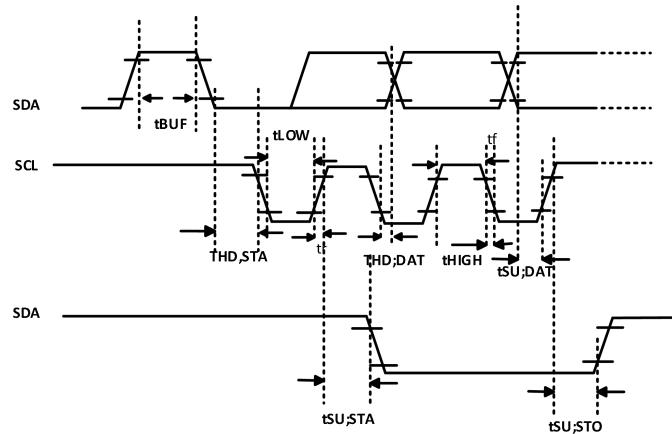 SDA
tBUF
tLOW
SCL
tf
THD,STA
tr
THD;DAT
tHIGH
tSU;DAT
SDA
tSU;STA
tSU;STO